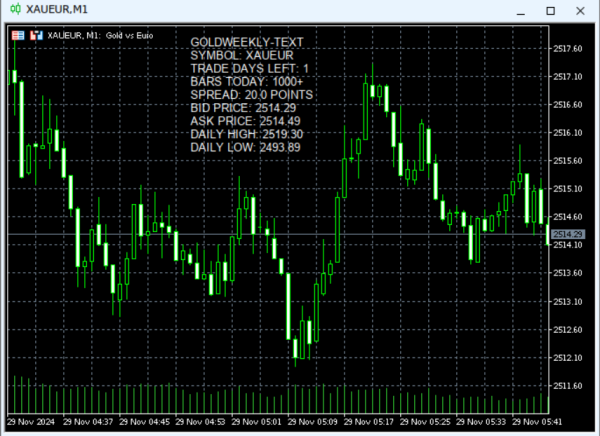 XAUEUR,M1
XAUEUR, M1: Gold vs Euro
GOLDWEEKLY-TEXT
SYMBOL: XAUEUR
TRADE DAYS LEFT: 1
BARS TODAY: 1000+
SPREAD: 20.0 POINTS
BID PRICE: 2514.29
ASK PRICE: 2514.49
DAILY HIGH: 2519.30
DAILY LOW: 2493.89
2517.60
2517.10
2516.60
2516.10
2515.60
2515.10
2514.60
2514.29
2514.10
2513.60
2513.10
2512.60
2512.10
2511.60
29 Nov 2024 29 Nov 04:37 29 Nov 04:45 29 Nov 04:53 29 Nov 05:01 29 Nov 05:09 29 Nov 05:17 29 Nov 05:25 29 Nov 05:33 29 Nov 05:41